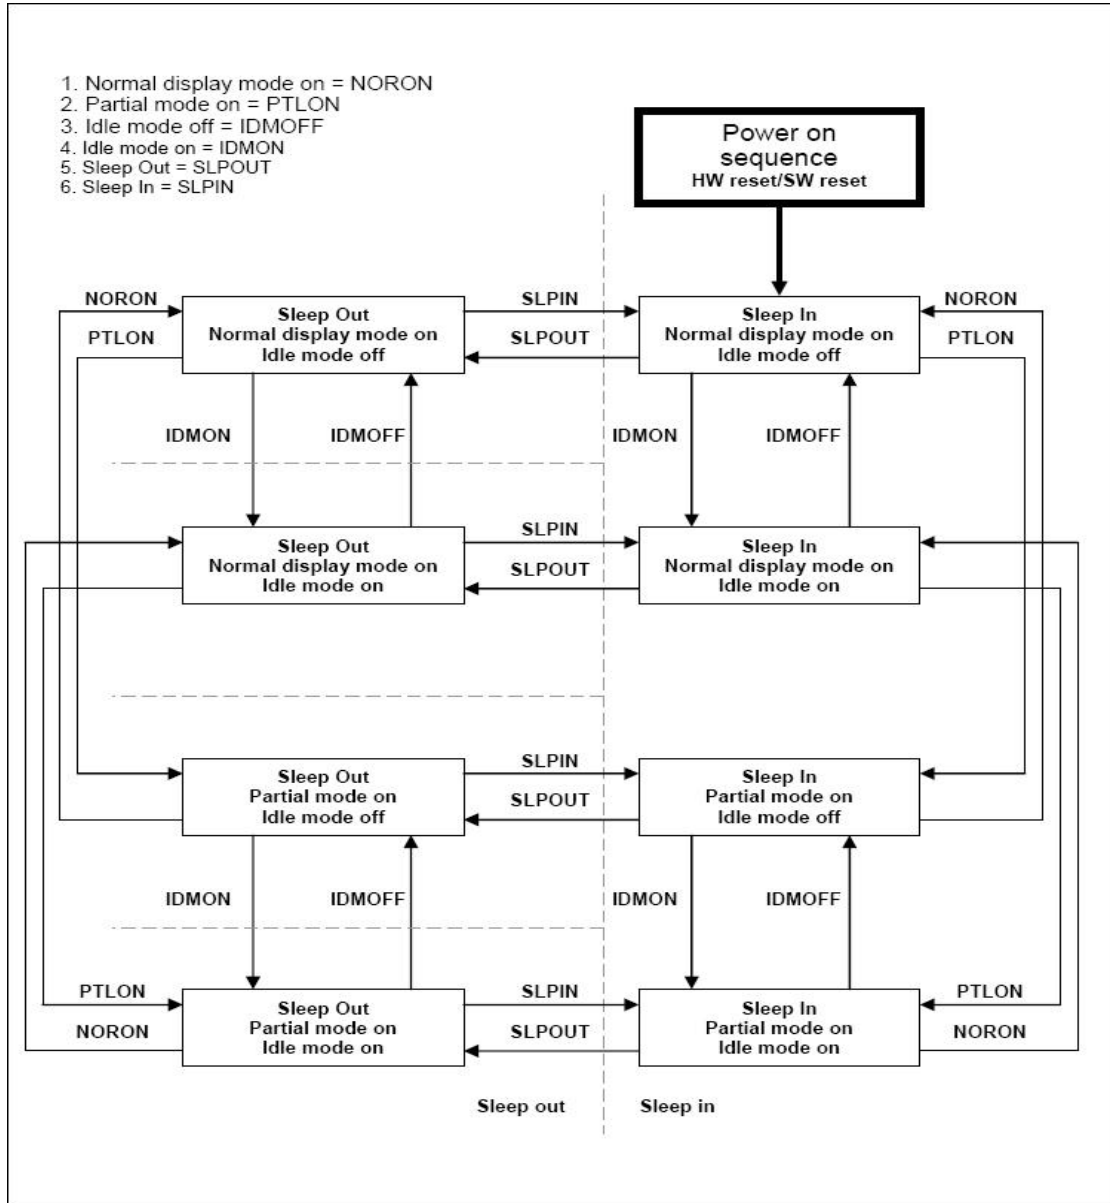 1. Normal display mode on = NORON
2. Partial mode on = PTLON
3. Idle mode off = IDMOFF
4. Idle mode on = IDMON
5. Sleep Out = SLPOUT
6. Sleep In = SLPIN
Power on
sequence
HW reset/SW reset
NORON
PTLON
Sleep Out
Normal display mode on
Idle mode off
SLPIN
SLPOUT
Sleep In
Normal display mode on
Idle mode off
NORON
PTLON
IDMON
IDMOFF
IDMON
IDMOFF
Sleep Out
Normal display mode on
Idle mode on
SLPIN
SLPOUT
Sleep In
Normal display mode on
Idle mode on
Sleep Out
Partial mode on
Idle mode off
SLPIN
SLPOUT
Sleep In
Partial mode on
Idle mode off
IDMON
IDMOFF
IDMON
IDMOFF
PTLON
NORON
Sleep Out
Partial mode on
Idle mode on
SLPIN
SLPOUT
Sleep In
Partial mode on
Idle mode on
PTLON
NORON
Sleep out
Sleep in